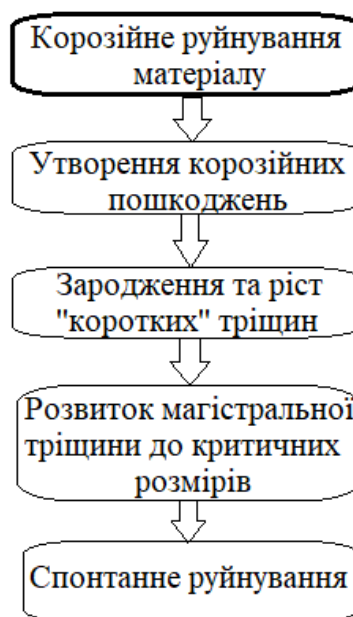 Корозійне руйнування
матеріалу
Утворення корозійних
пошкоджень
Зародження та ріст
"коротких" тріщин
Розвиток магістральної
тріщини до критичних
розмірів
Спонтанне руйнування